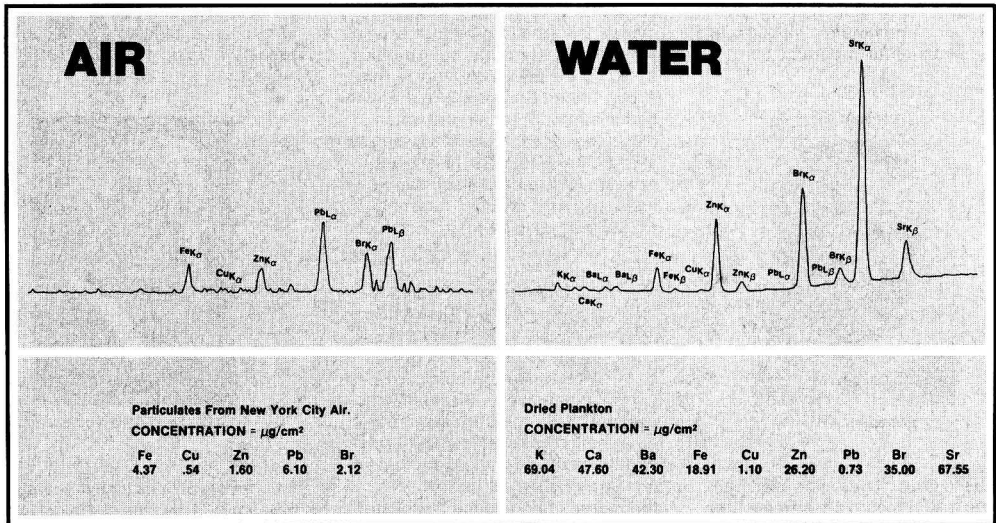 AIR
PbLα
PbLβ
BrKα
FeKα
ZnKα
CuKα
Particulates From New York City Air.
CONCENTRATION = μg/cm²
Fe Cu Zn Pb Br
4.37 .54 1.60 6.10 2.12
WATER
SrKα
BrKα
ZnKα
SrKβ
FeKα
BrKβ
KKα BaLα BaLβ FeKβ CuKα ZnKβ PbLα PbLβ
CaKα
Dried Plankton
CONCENTRATION = μg/cm²
K Ca Ba Fe Cu Zn Pb Br Sr
69.04 47.60 42.30 18.91 1.10 26.20 0.73 35.00 67.55